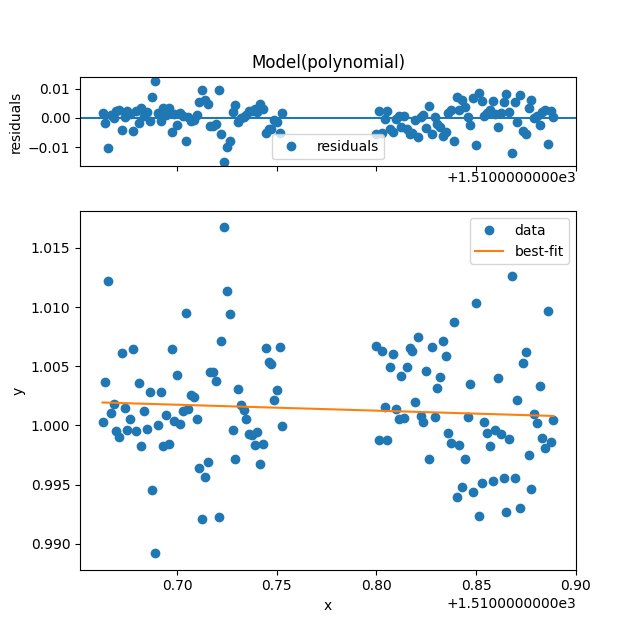 Model(polynomial)
0.01
0.00
−0.01
residuals
residuals
+1.5100000000e3
1.015
1.010
1.005
1.000
0.995
0.990
y
data
best-fit
0.70 0.75 0.80 0.85 0.90
x
+1.5100000000e3